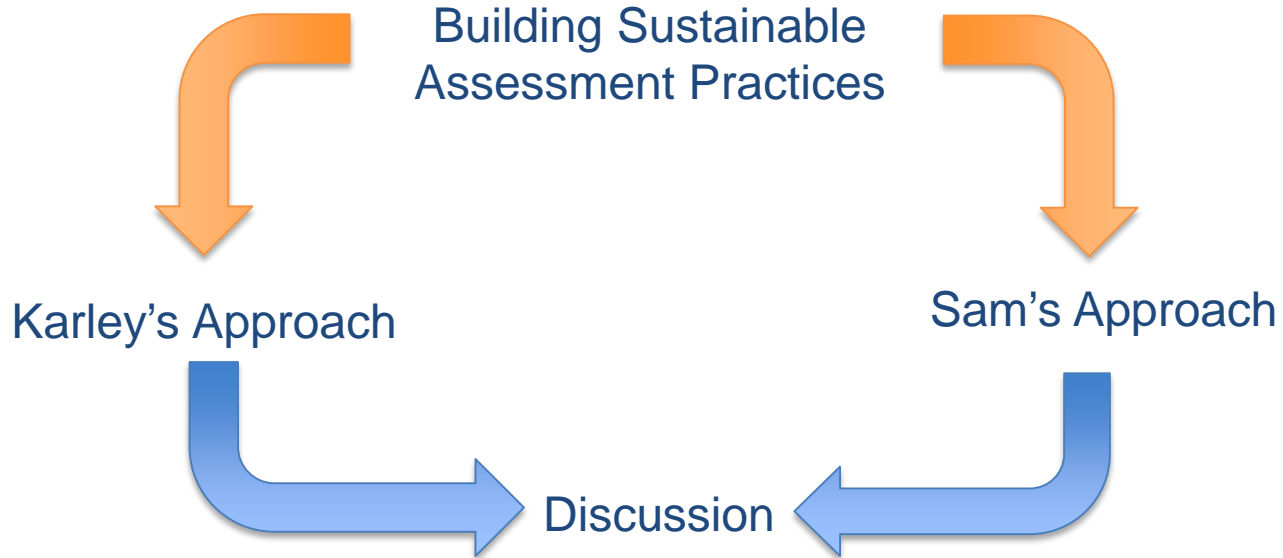 Building Sustainable
Assessment Practices
Karley’s Approach
Sam’s Approach
Discussion